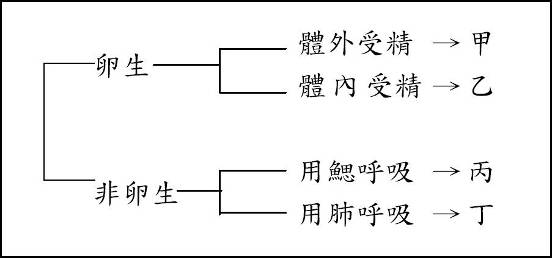 卵生
體外受精 → 甲
體內受精 → 乙
非卵生
用鰓呼吸 → 丙
用肺呼吸 → 丁